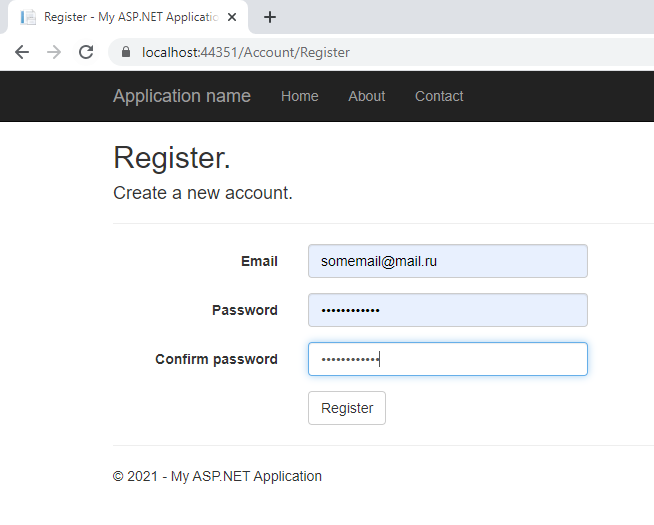 Register - My ASP.NET Applicatic
localhost:44351/Account/Register
Application name Home About Contact
Register.
Create a new account.
Email somemail@mail.ru
Password ••••••••••••
Confirm password ••••••••••••
Register
© 2021 - My ASP.NET Application